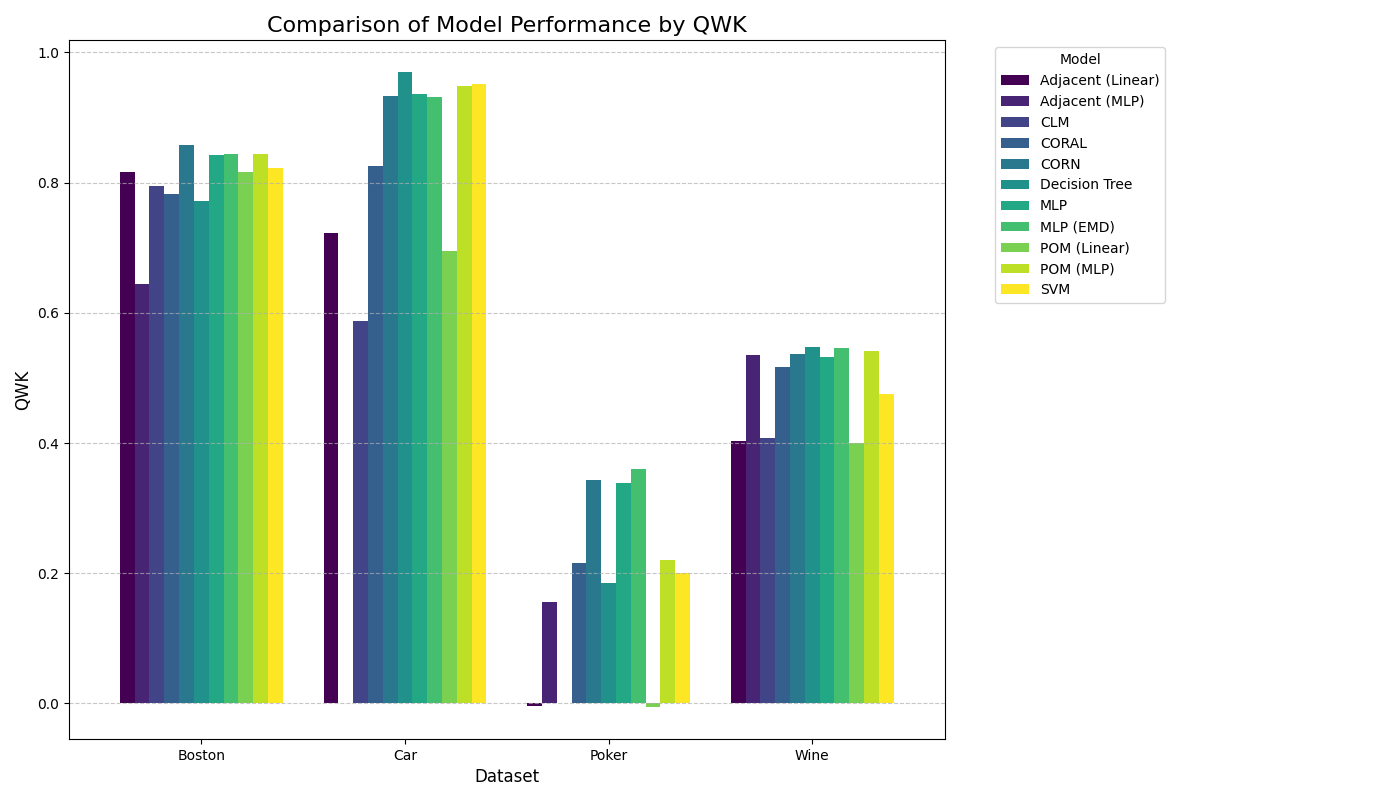 Comparison of Model Performance by QWK
1.0
0.8
0.6
0.4
0.2
0.0
QWK
Boston
Car
Poker
Wine
Dataset
Model
Adjacent (Linear)
Adjacent (MLP)
CLM
CORAL
CORN
Decision Tree
MLP
MLP (EMD)
POM (Linear)
POM (MLP)
SVM